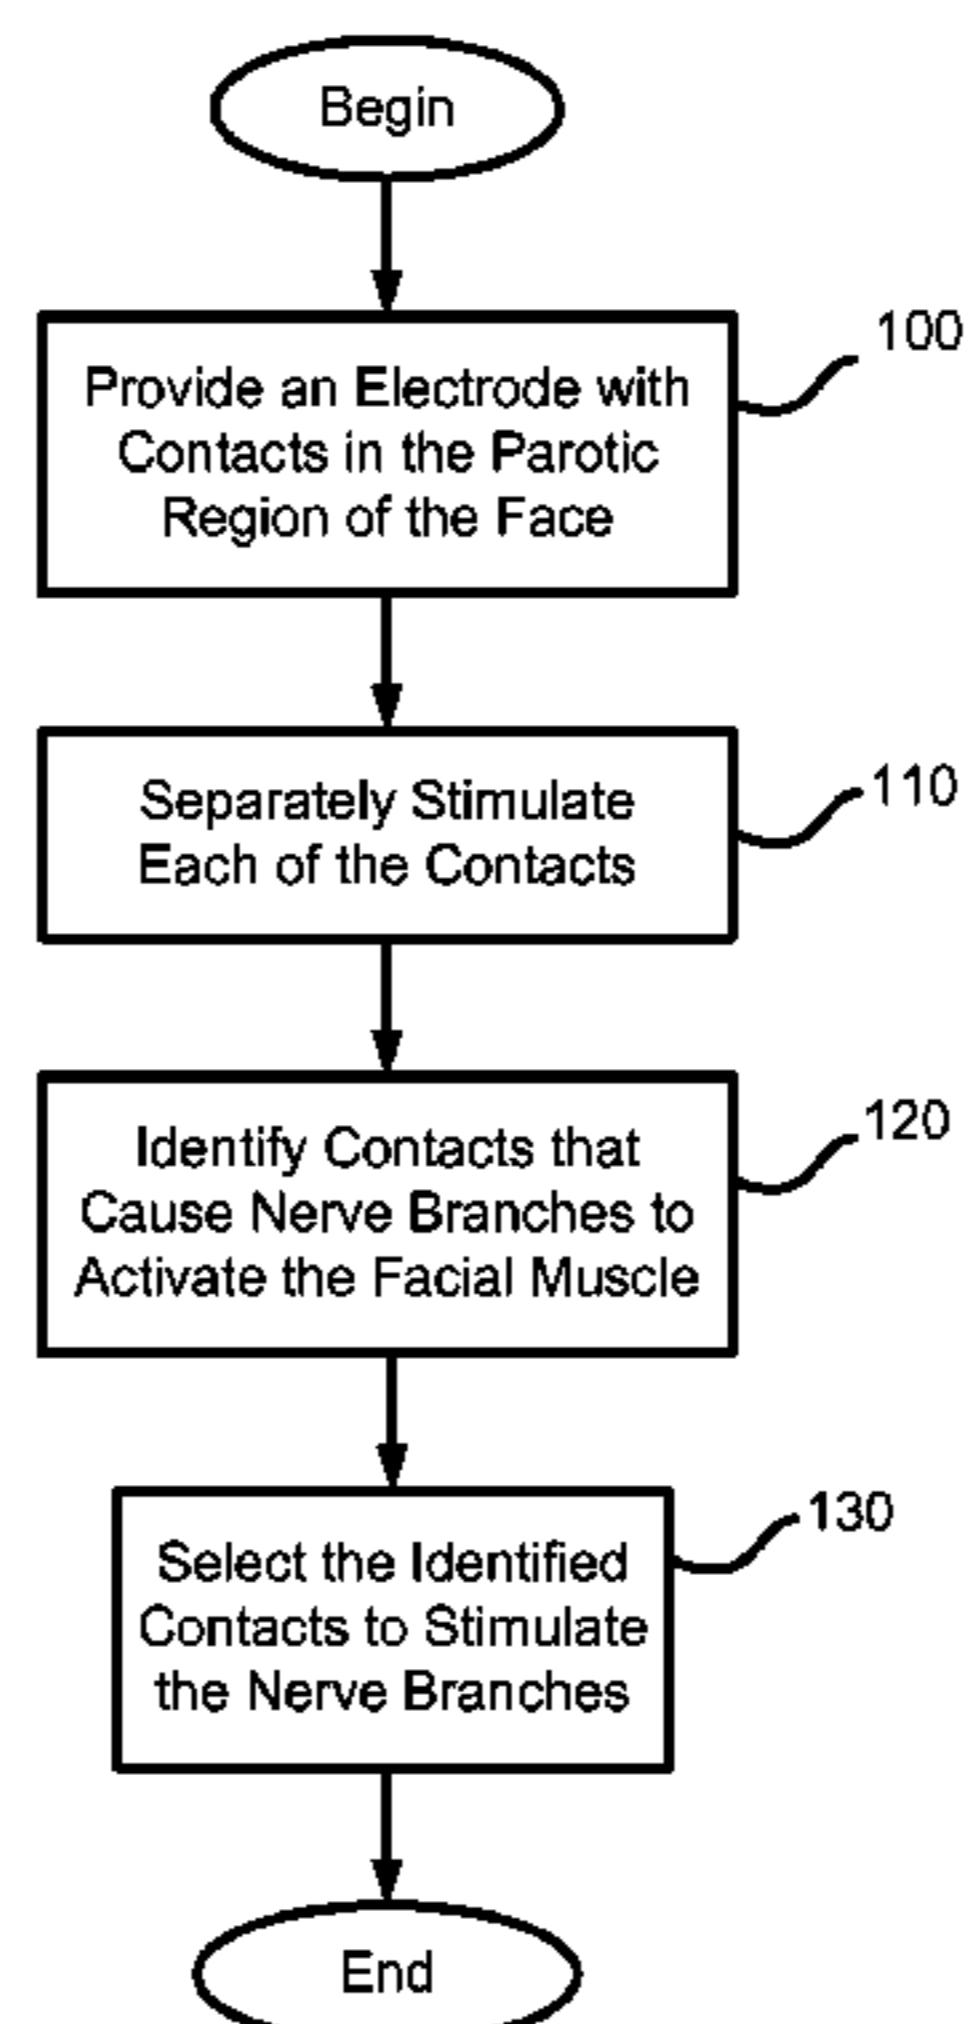 Begin
100
Provide an Electrode with
Contacts in the Parotic
Region of the Face
110
Separately Stimulate
Each of the Contacts
120
Identify Contacts that
Cause Nerve Branches to
Activate the Facial Muscle
130
Select the Identified
Contacts to Stimulate
the Nerve Branches
End